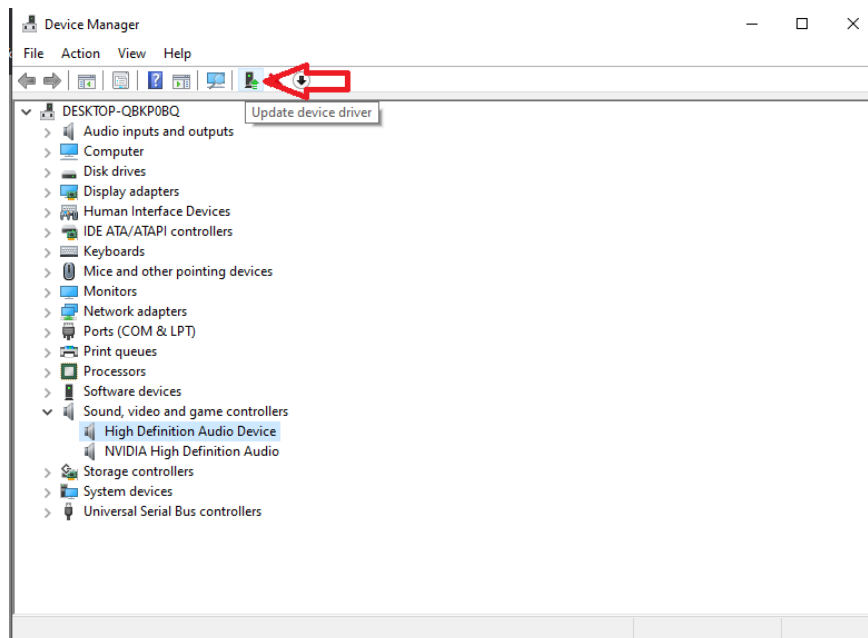 Device Manager
File Action View Help
Update device driver
DESKTOP-QBKP0BQ
Audio inputs and outputs
Computer
Disk drives
Display adapters
Human Interface Devices
IDE ATA/ATAPI controllers
Keyboards
Mice and other pointing devices
Monitors
Network adapters
Ports (COM & LPT)
Print queues
Processors
Software devices
Sound, video and game controllers
High Definition Audio Device
NVIDIA High Definition Audio
Storage controllers
System devices
Universal Serial Bus controllers